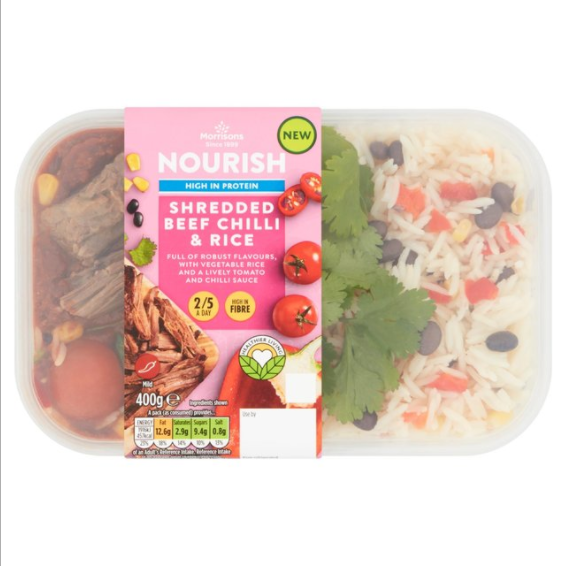 Morrisons
Since 1899
NEW
NOURISH
HIGH IN PROTEIN
SHREDDED
BEEF CHILLI
& RICE
FULL OF ROBUST FLAVOURS,
WITH VEGETABLE RICE
AND A LIVELY TOMATO
AND CHILLI SAUCE
2/5
A DAY
HIGH IN
FIBRE
HEALTHIER LIVING
Mild
400g e
Ingredients shown
A pack (as consumed) provides...
ENERGY Fat Saturates Sugars Salt
12.6g 2.9g 9.4g 0.8g
18% 14% 10%
of an Adult's Reference Intake. Reference Intake